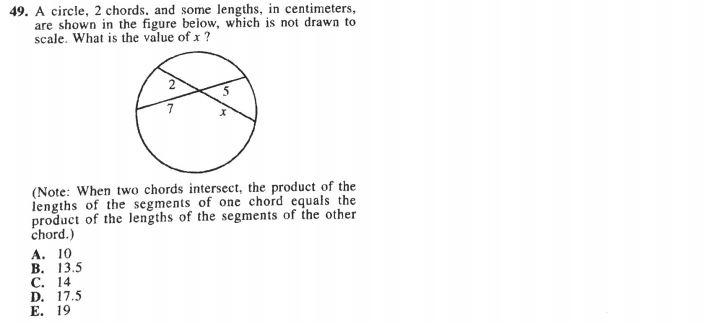 49. A circle, 2 chords, and some lengths, in centimeters,
are shown in the figure below, which is not drawn to
scale. What is the value of x ?
2
5
7
x
(Note: When two chords intersect, the product of the
lengths of the segments of one chord equals the
product of the lengths of the segments of the other
chord.)
A. 10
B. 13.5
C. 14
D. 17.5
E. 19